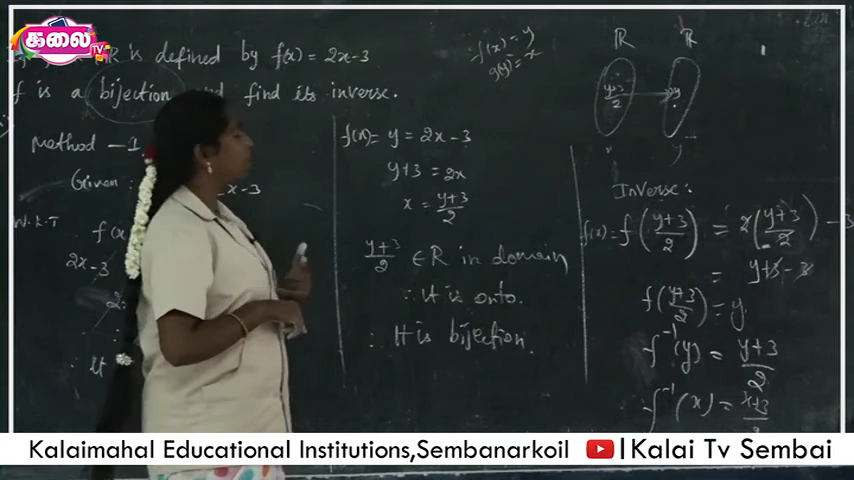 கலை TV
R is defined by f(x) = 2x-3
f is a bijection and find its inverse.
Method -1
Given :
x-3
W.K.T
f(x
2x-3
2
∴ It
f(x) = y = 2x-3
y+3 = 2x
x = y+3/2
y+3/2 ∈ R in domain
∴ It is onto.
∴ It is bijection.
f(x) = y
g(y) = x
R R
y+3/2 y
x y
Inverse :
f(x) = f(y+3/2) = 2(y+3/2) - 3
= y+3-3
f(y+3/2) = y
f⁻¹(y) = y+3/2
f⁻¹(x) = x+3
Kalaimahal Educational Institutions,Sembanarkoil |Kalai Tv Sembai